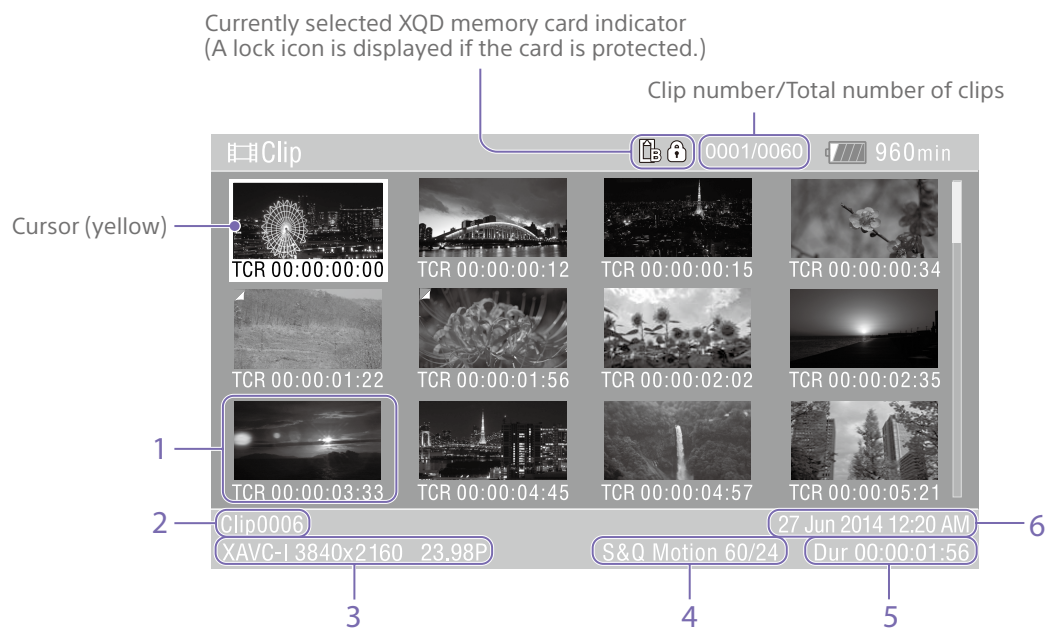 Currently selected XQD memory card indicator
(A lock icon is displayed if the card is protected.)
Clip number/Total number of clips
Clip
B
0001/0060
960min
Cursor (yellow)
TCR 00:00:00:00
TCR 00:00:00:12
TCR 00:00:00:15
TCR 00:00:00:34
TCR 00:00:01:22
TCR 00:00:01:56
TCR 00:00:02:02
TCR 00:00:02:35
1
TCR 00:00:03:33
TCR 00:00:04:45
TCR 00:00:04:57
TCR 00:00:05:21
2
Clip0006
27 Jun 2014 12:20 AM
6
XAVC-I 3840x2160 23.98P
S&Q Motion 60/24
Dur 00:00:01:56
3
4
5